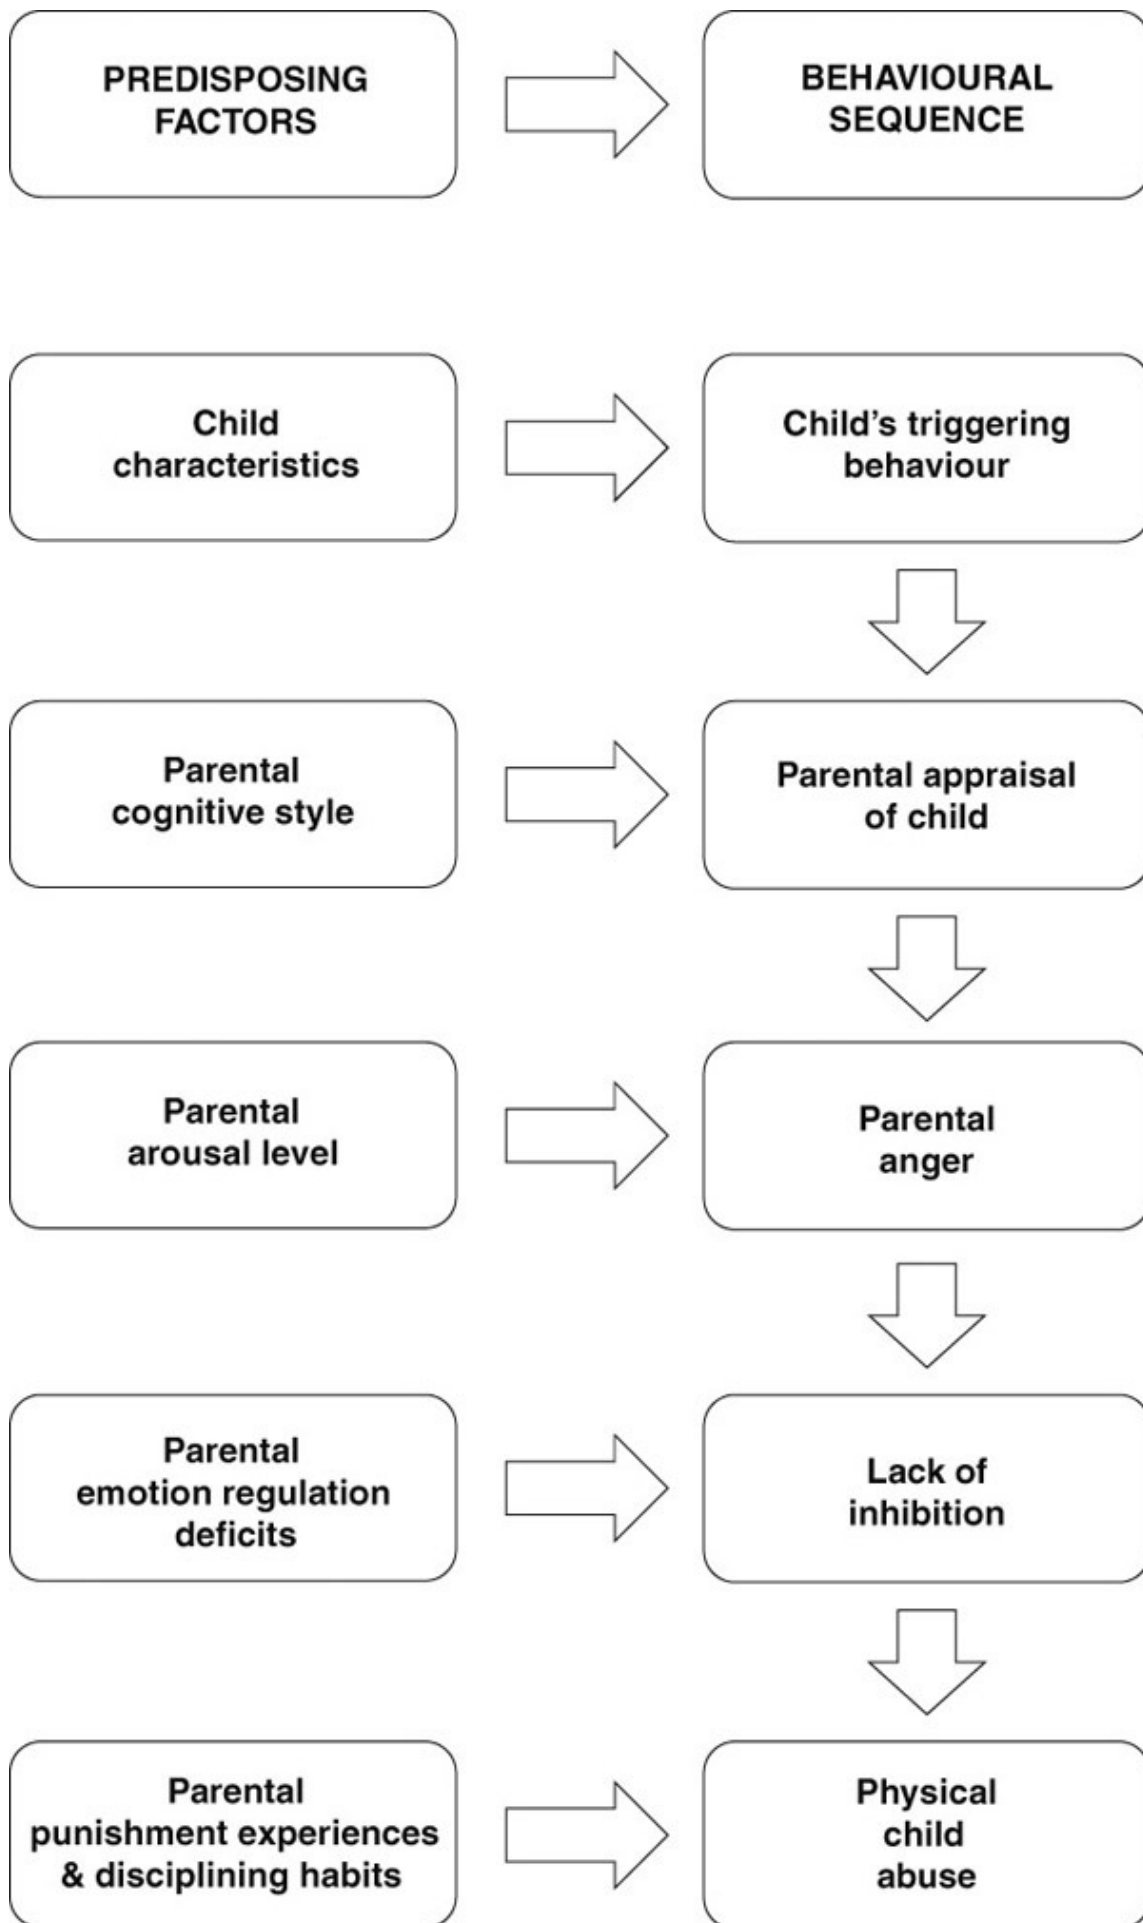 PREDISPOSING
FACTORS
BEHAVIOURAL
SEQUENCE
Child
characteristics
Child’s triggering
behaviour
Parental
cognitive style
Parental appraisal
of child
Parental
arousal level
Parental
anger
Parental
emotion regulation
deficits
Lack of
inhibition
Parental
punishment experiences
& disciplining habits
Physical
child
abuse